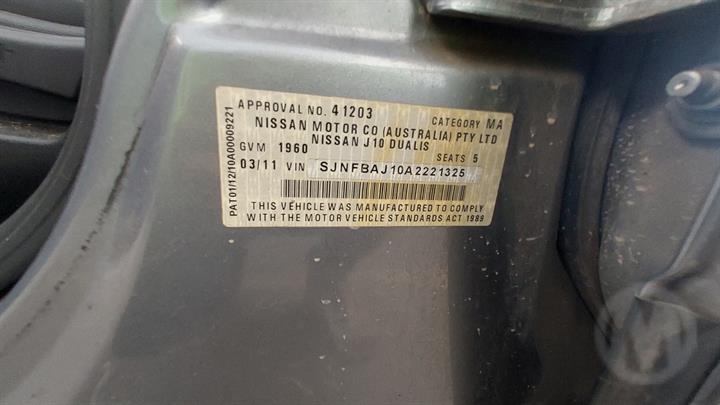 APPROVAL NO. 41203 CATEGORY MA
NISSAN MOTOR CO (AUSTRALIA) PTY LTD
NISSAN J10 DUALIS
GVM 1960 SEATS 5
03/11 VIN SJNFBAJ10A2221325
THIS VEHICLE WAS MANUFACTURED TO COMPLY
WITH THE MOTOR VEHICLE STANDARDS ACT 1989
PAT01/12/10A00009221
M